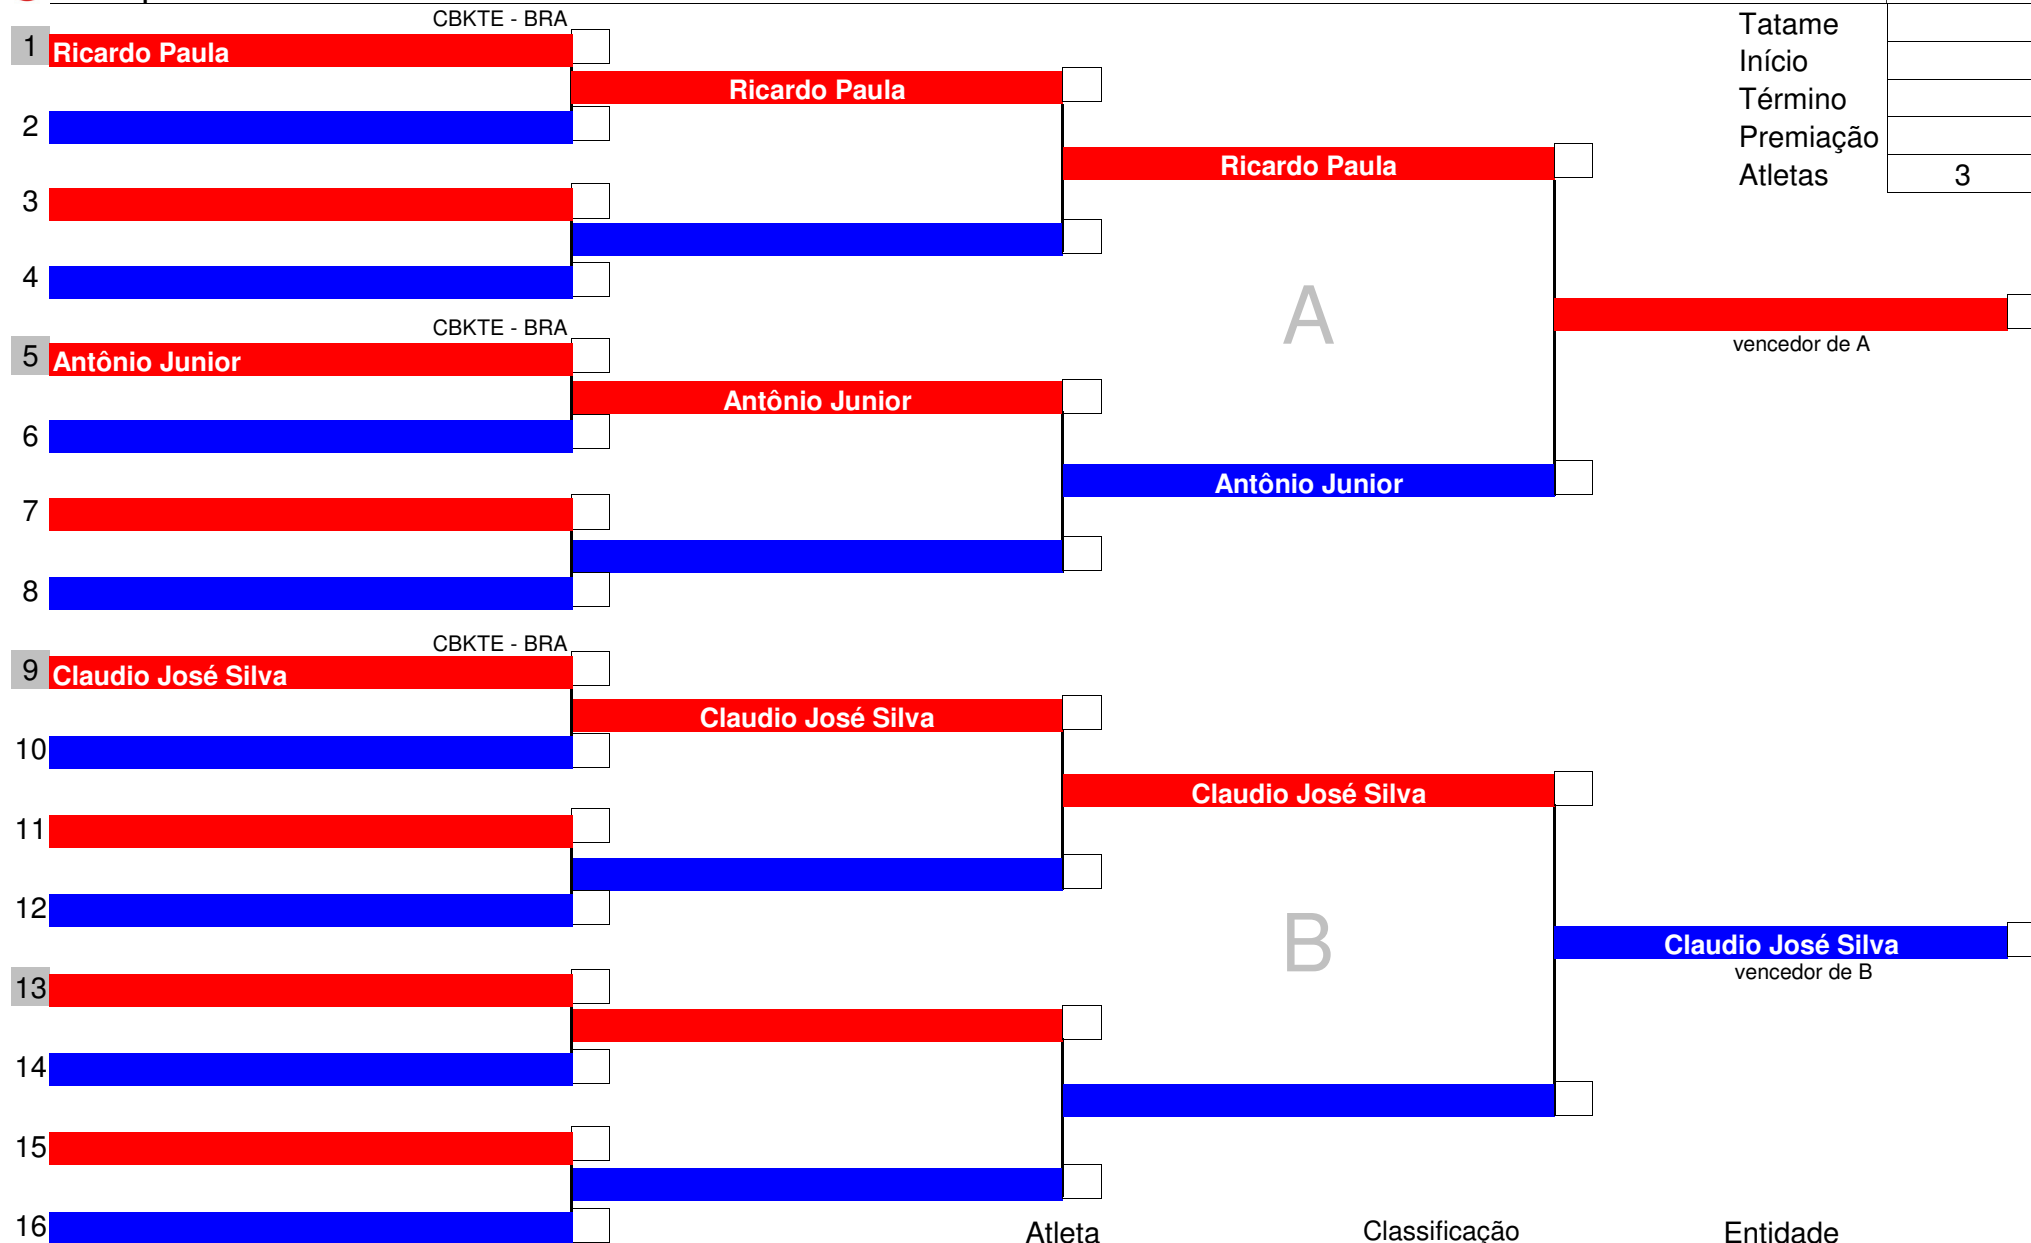 CBKTE - BRA
Tatame
1 Ricardo Paula
Início
Ricardo Paula
Término
2
Premiação
Ricardo Paula
Atletas 3
3
4
A
CBKTE - BRA
vencedor de A
5 Antônio Junior
Antônio Junior
6
Antônio Junior
7
8
CBKTE - BRA
9 Claudio José Silva
Claudio José Silva
10
Claudio José Silva
11
12
B
Claudio José Silva
vencedor de B
13
14
15
16
Atleta Classificação Entidade